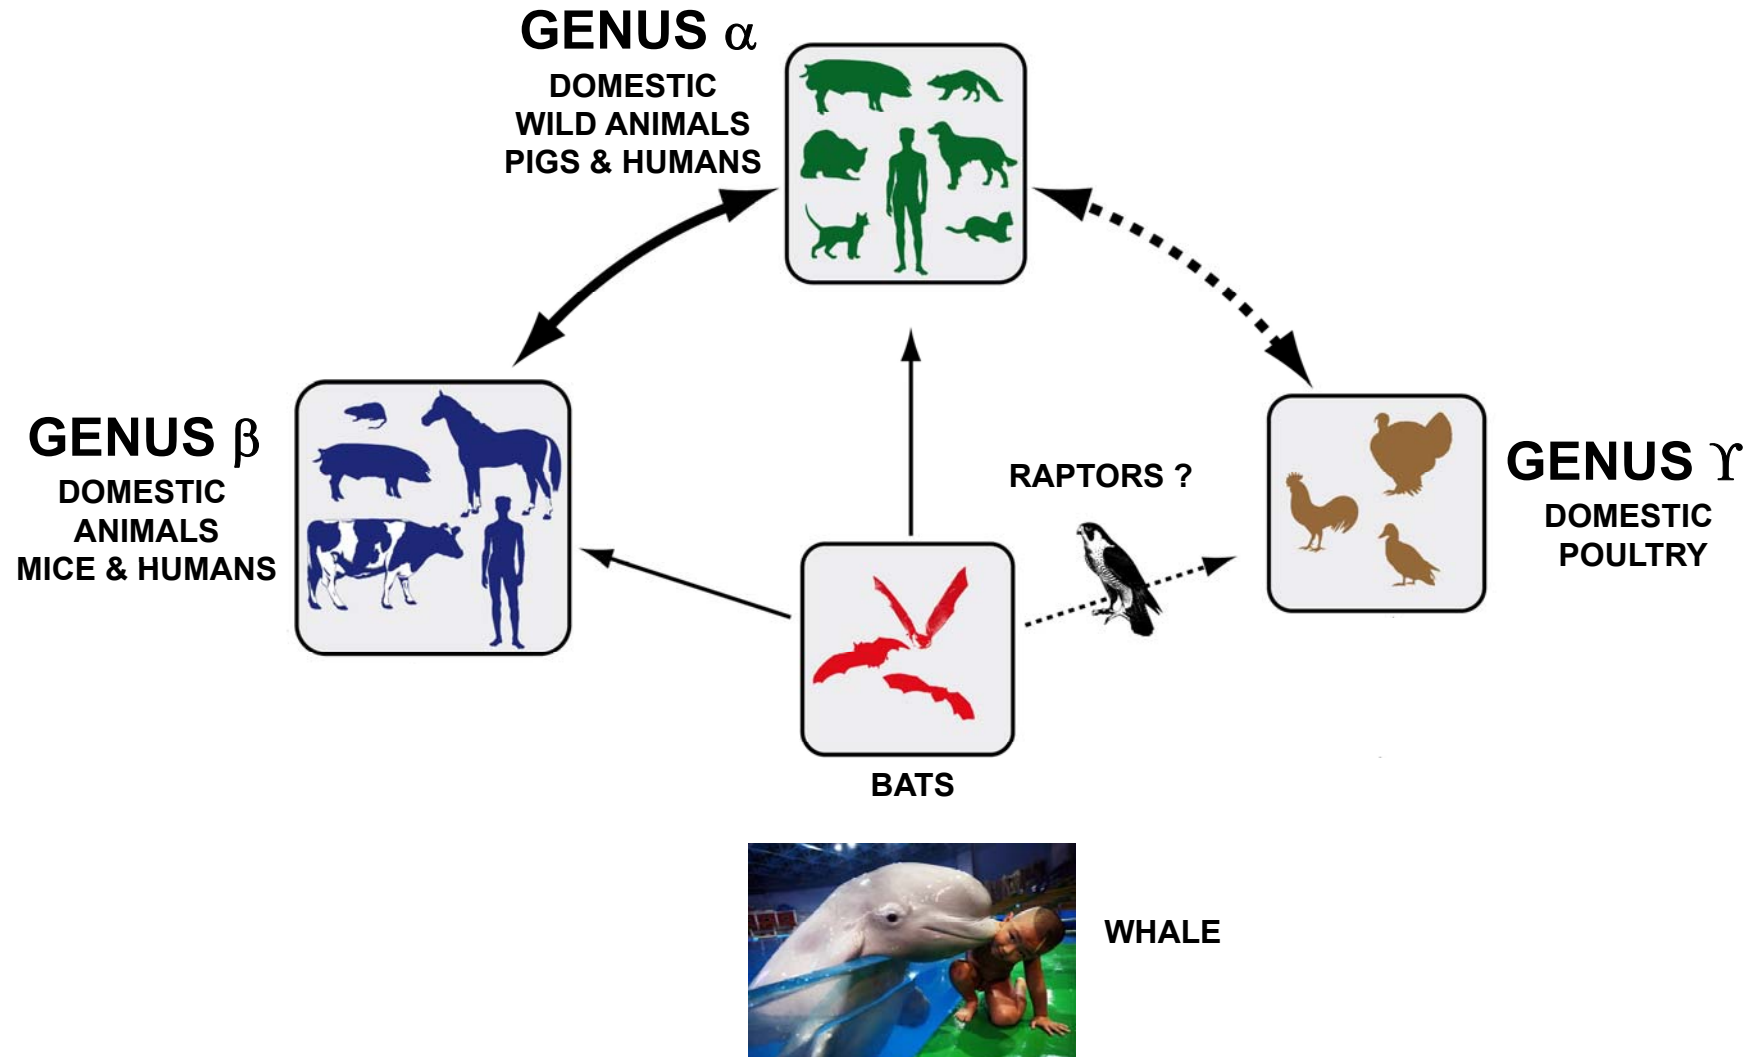 GENUS α
DOMESTIC
WILD ANIMALS
PIGS & HUMANS
GENUS β
DOMESTIC
ANIMALS
MICE & HUMANS
RAPTORS ?
GENUS ϒ
DOMESTIC
POULTRY
BATS
WHALE